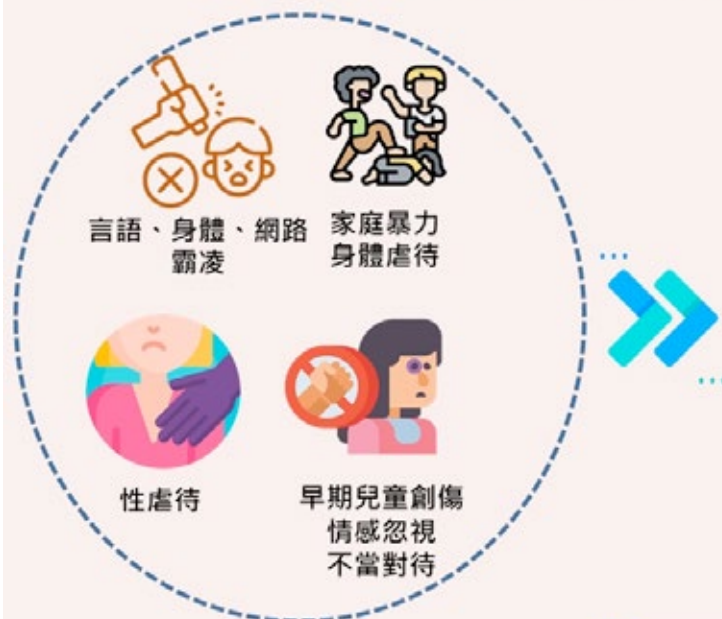 言語、身體、網路
霸凌
家庭暴力
身體虐待
性虐待
早期兒童創傷
情感忽視
不當對待